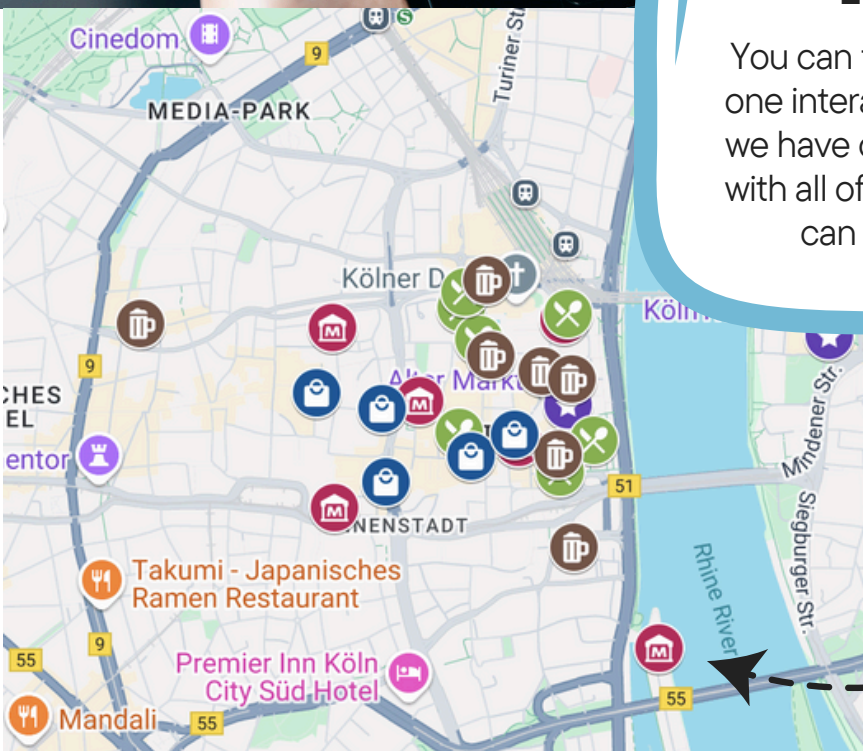 Cinedom
S
9
Turiner St
MEDIA-PARK
You can
one intera
we have
with all of
can
Kölner D
Köln
9
CHES
EL
Alter Markt
entor
Mindener Str.
51
NENSTADT
Siegburger Str.
Rhine River
Takumi - Japanisches
Ramen Restaurant
9
55
Premier Inn Köln
City Süd Hotel
55
Mandali
55